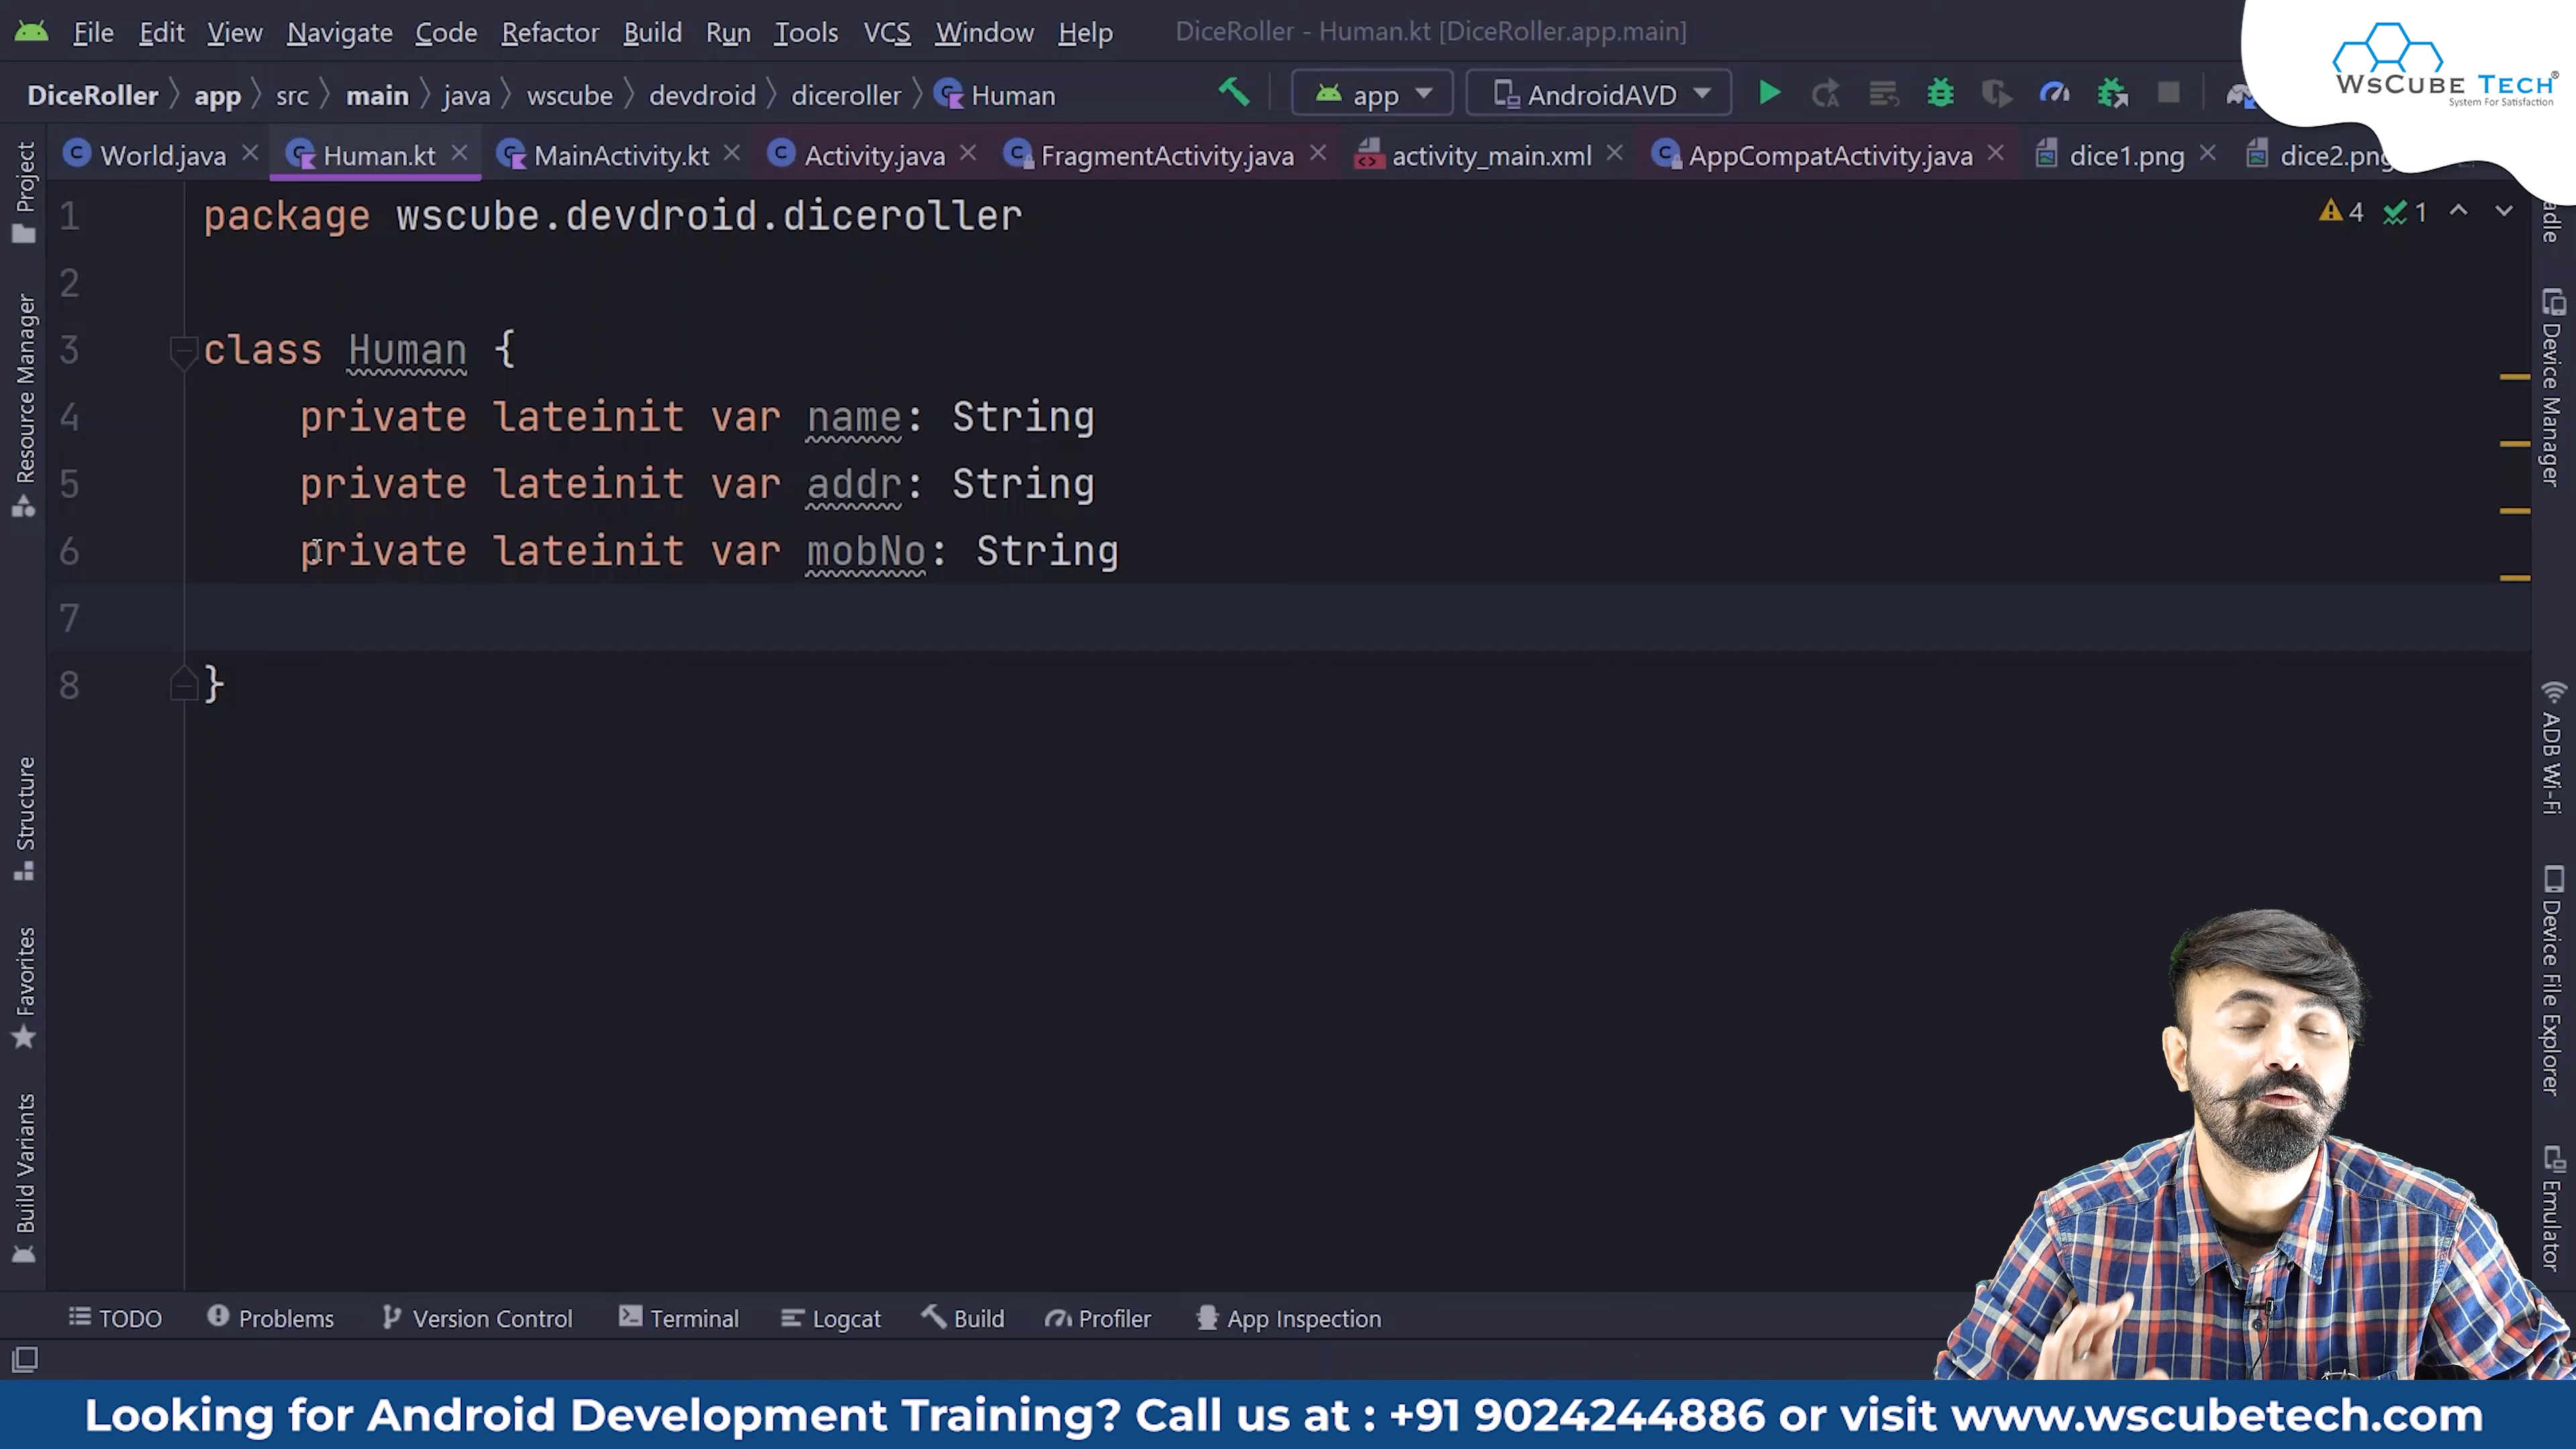 File Edit View Navigate Code Refactor Build Run Tools VCS Window Help DiceRoller - Human.kt [DiceRoller.app.main]
WsCube Tech®
System For Satisfaction
DiceRoller app src main java wscube devdroid diceroller Human app AndroidAVD
World.java Human.kt MainActivity.kt Activity.java FragmentActivity.java activity_main.xml AppCompatActivity.java dice1.png dice2.png
4 1
1 package wscube.devdroid.diceroller
2
3 class Human {
4 private lateinit var name: String
5 private lateinit var addr: String
6 private lateinit var mobNo: String
7
8 }
Project
Resource Manager
Structure
Favorites
Build Variants
Device Manager
ADB Wi-Fi
Device File Explorer
Emulator
TODO Problems Version Control Terminal Logcat Build Profiler App Inspection
Looking for Android Development Training? Call us at : +91 9024244886 or visit www.wscubetech.com